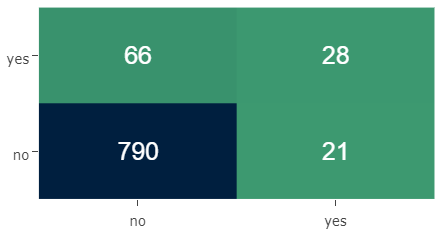 yes 66 28
no 790 21
no yes